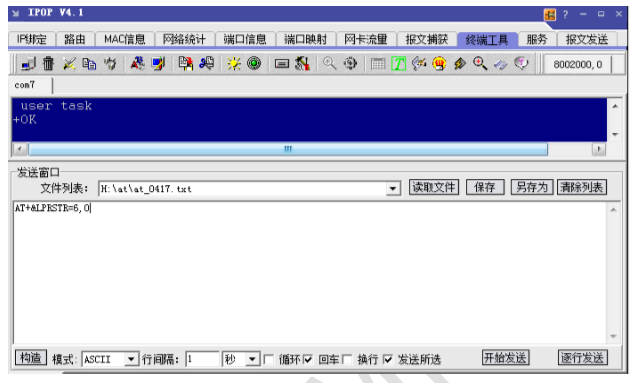 IPOP V4.1
IP绑定 路由 MAC信息 网络统计 端口信息 端口映射 网卡流量 报文捕获 终端工具 服务 报文发送
8002000,0
com7
user task
+OK
发送窗口
文件列表: H:\at\at_0417.txt 读取文件 保存 另存为 清除列表
AT+&LPRSTR=6,0
构造 模式: ASCII 行间隔: 1 秒 循环 回车 换行 发送所选 开始发送 逐行发送